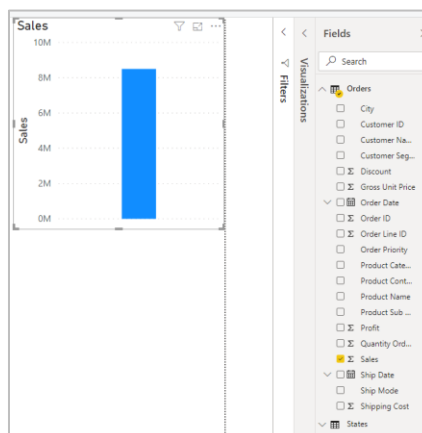 Sales
10M
8M
6M
4M
2M
0M
Sales
Filters
Visualizations
Fields
Search
Orders
City
Customer ID
Customer Na...
Customer Seg...
Σ Discount
Σ Gross Unit Price
Order Date
Σ Order ID
Σ Order Line ID
Order Priority
Product Cate...
Product Cont...
Product Name
Product Sub ...
Σ Profit
Σ Quantity Ord...
Σ Sales
Ship Date
Ship Mode
Σ Shipping Cost
States